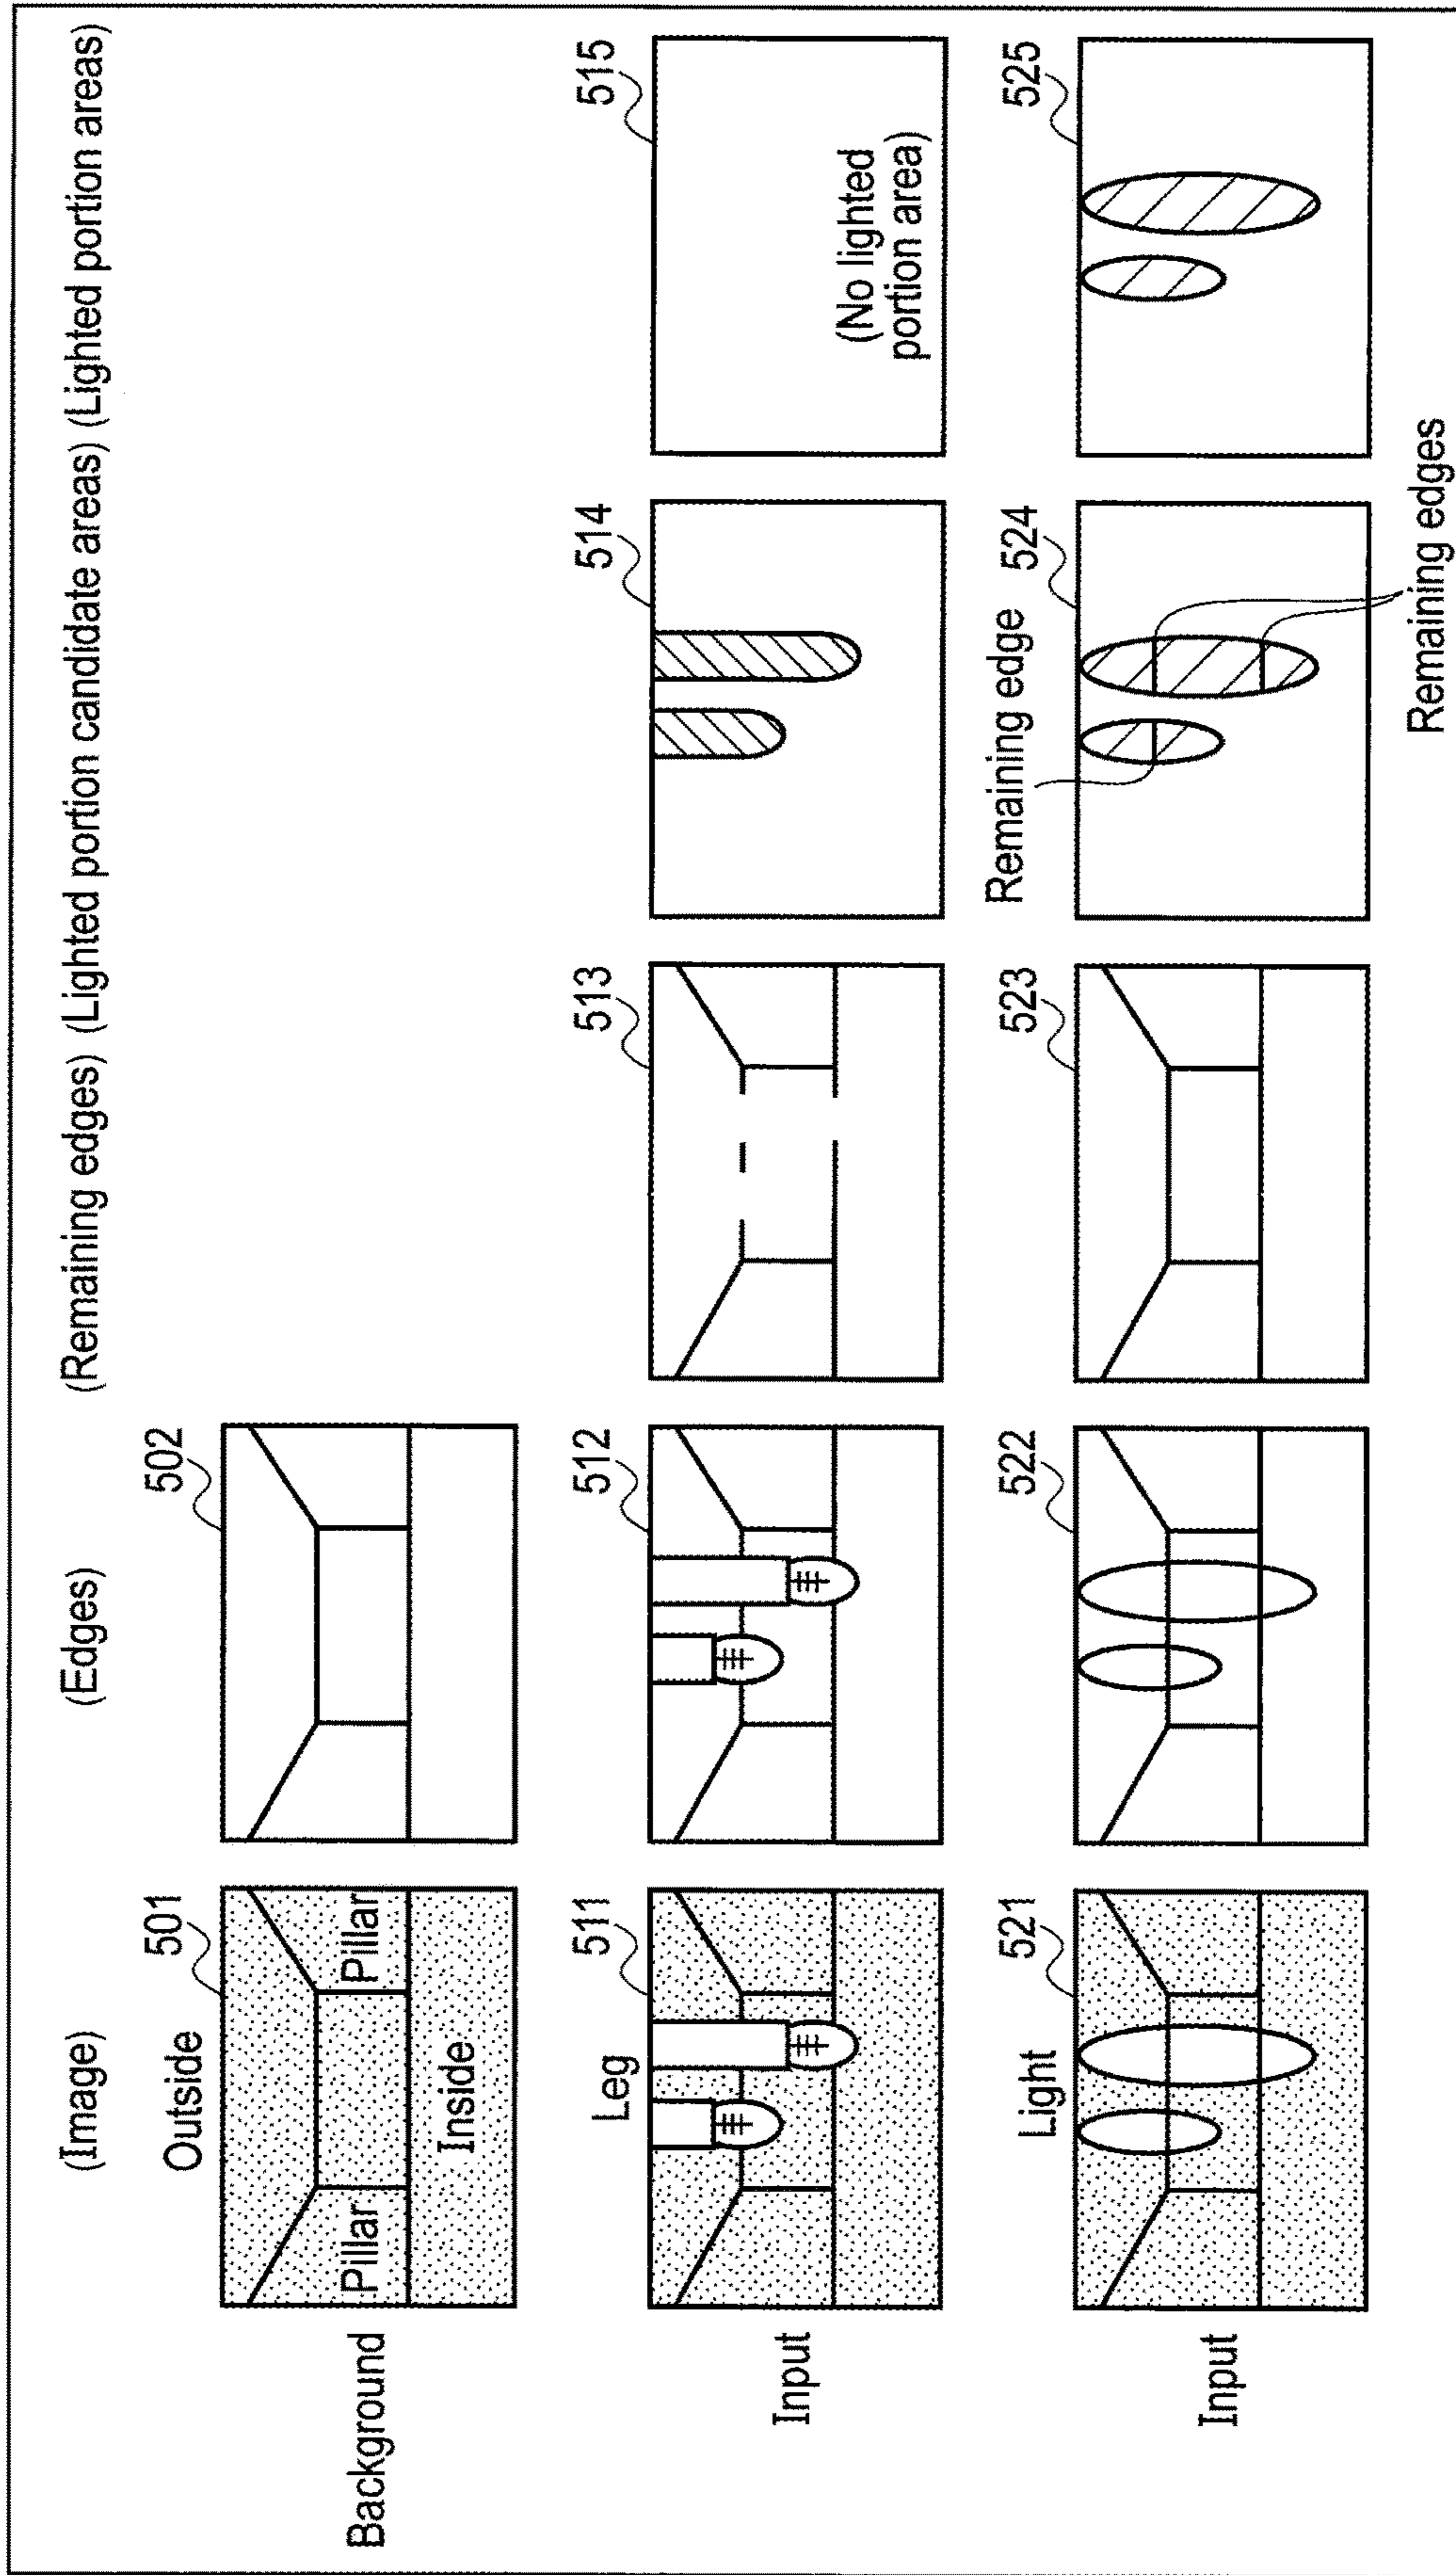 (Image) (Edges) (Remaining edges) (Lighted portion candidate areas) (Lighted portion areas)
Outside
501
502
Background
Pillar
Pillar
Inside
Leg
511
512
513
514
515
Input
(No lighted
portion area)
Light
521
522
523
Remaining edge
524
525
Input
Remaining edges